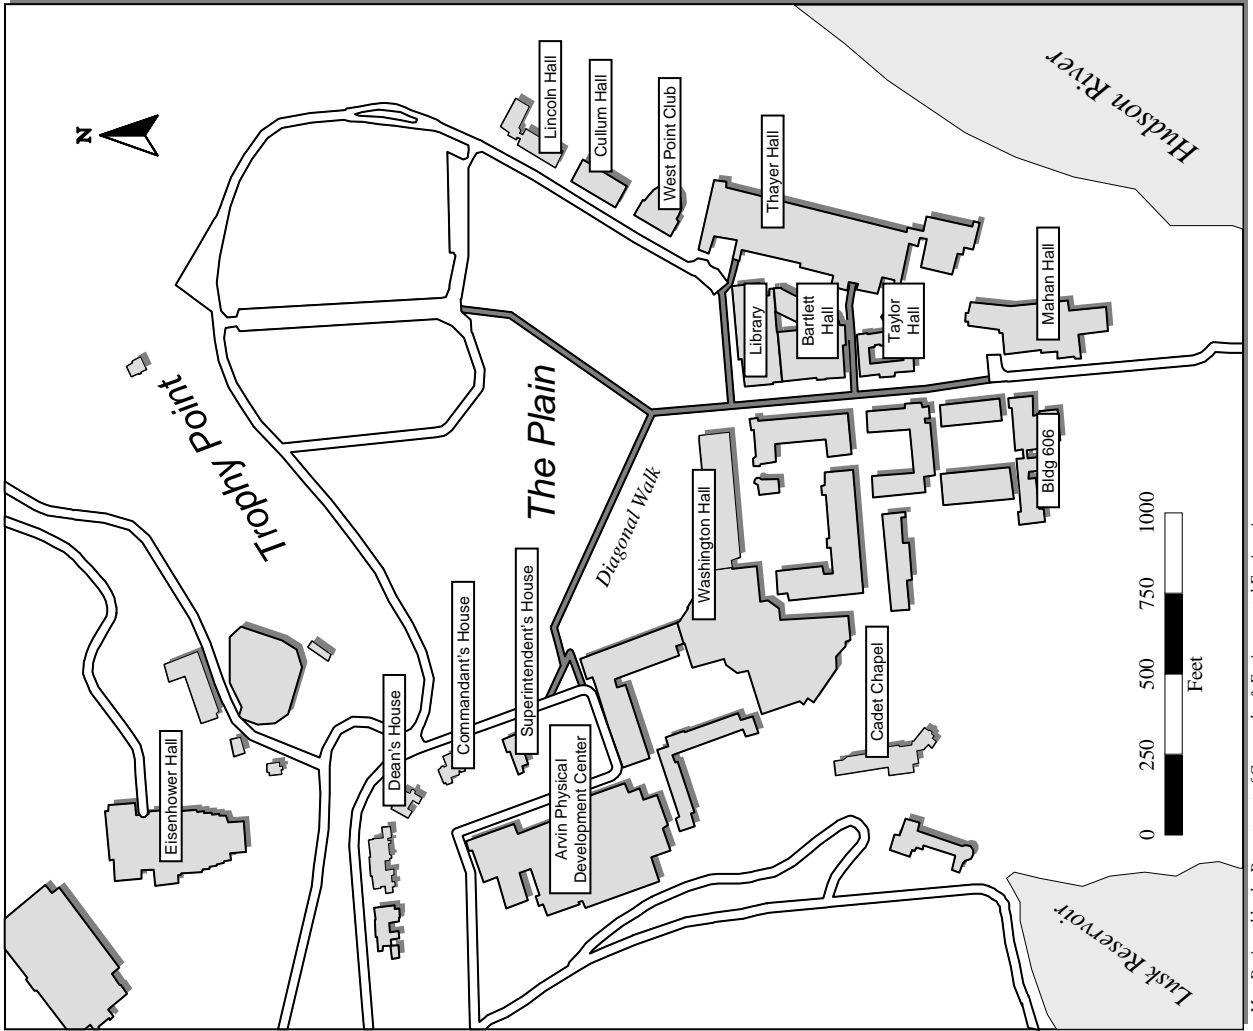 N
Lincoln Hall
Cullum Hall
West Point Club
Thayer Hall
Hudson River
Mahan Hall
Library
Bartlett
Hall
Taylor
Hall
Trophy Point
The Plain
Diagonal Walk
Washington Hall
Bldg 606
Superintendent's House
Commandant's House
Dean's House
Eisenhower Hall
Arvin Physical
Development Center
Cadet Chapel
Lusk Reservoir
0 250 500 750 1000
Feet